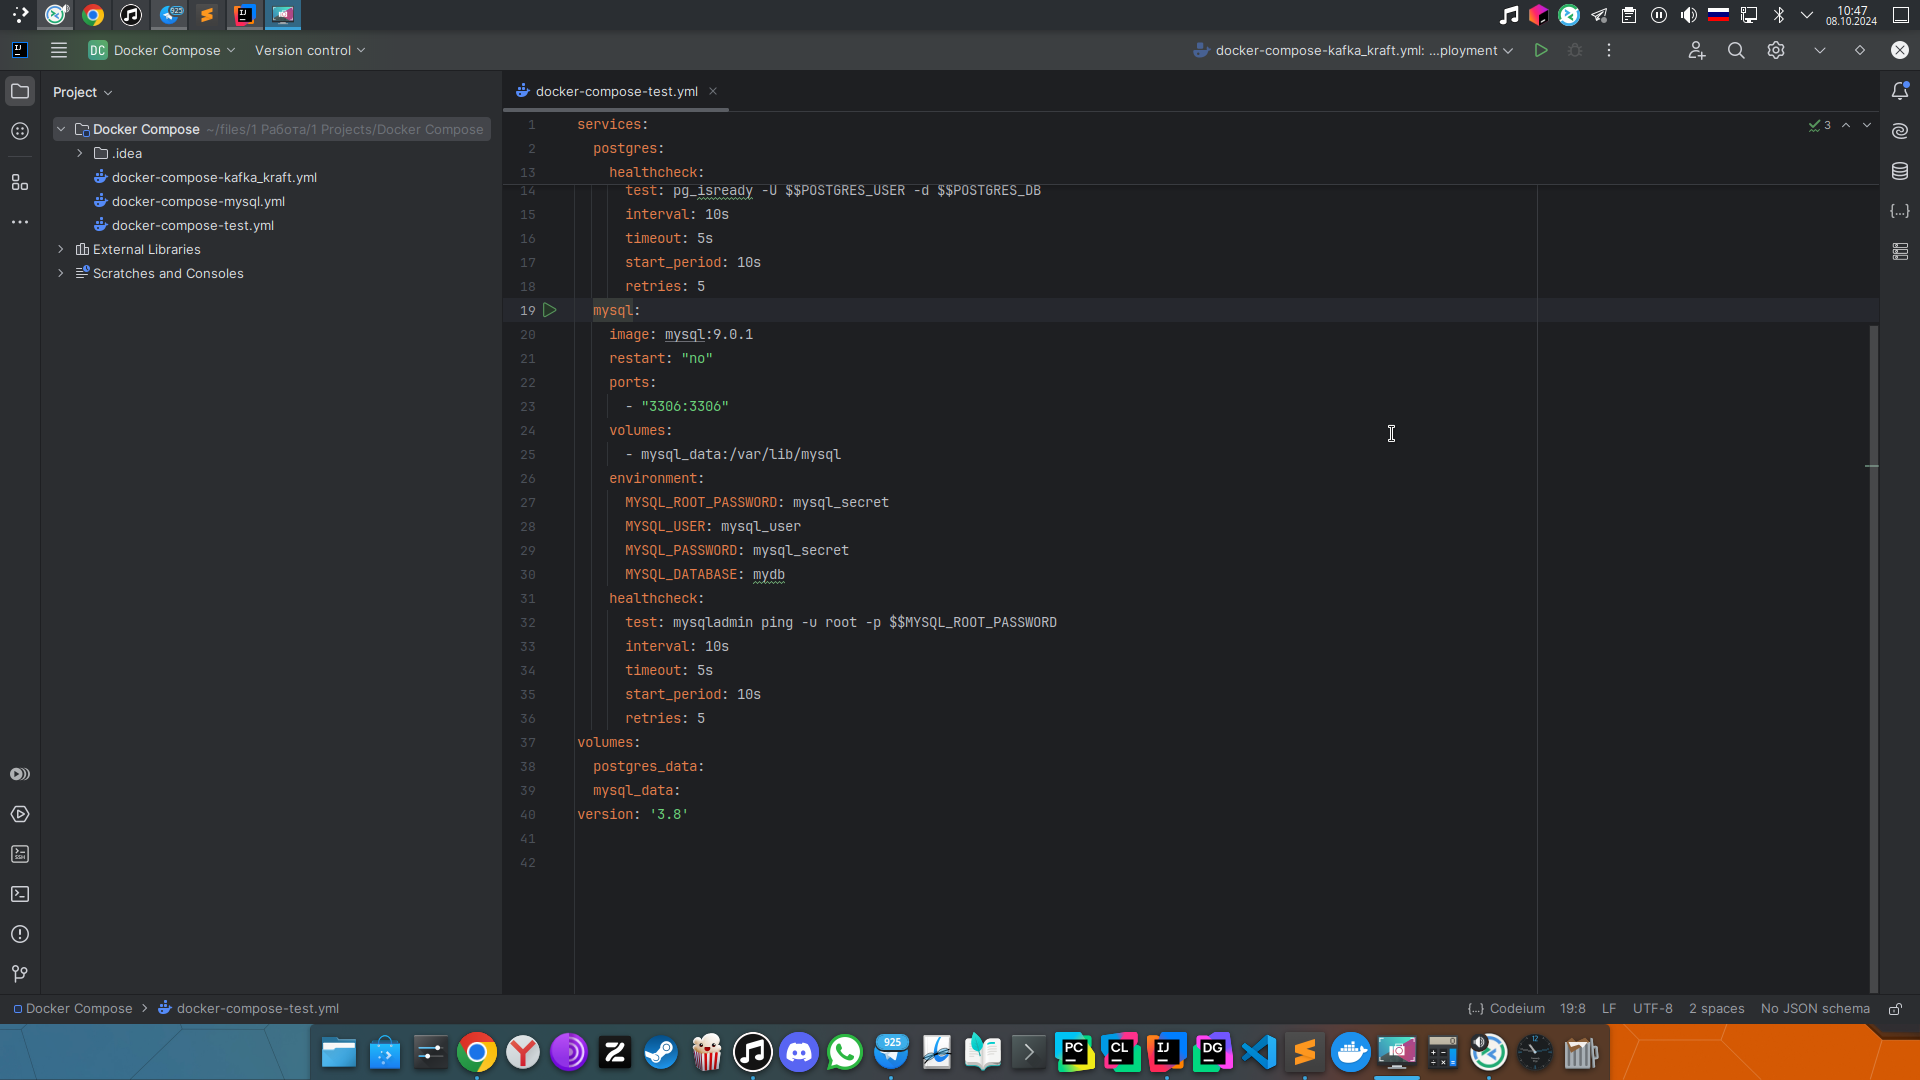 10:47
08.10.2024
DC Docker Compose
Version control
docker-compose-kafka_kraft.yml: ...ployment
Project
Docker Compose ~/files/1 Работа/1 Projects/Docker Compose
.idea
docker-compose-kafka_kraft.yml
docker-compose-mysql.yml
docker-compose-test.yml
External Libraries
Scratches and Consoles
docker-compose-test.yml
3
1 services:
2 postgres:
13 healthcheck:
14 test: pg_isready -U $$POSTGRES_USER -d $$POSTGRES_DB
15 interval: 10s
16 timeout: 5s
17 start_period: 10s
18 retries: 5
19 mysql:
20 image: mysql:9.0.1
21 restart: "no"
22 ports:
23 - "3306:3306"
24 volumes:
25 - mysql_data:/var/lib/mysql
26 environment:
27 MYSQL_ROOT_PASSWORD: mysql_secret
28 MYSQL_USER: mysql_user
29 MYSQL_PASSWORD: mysql_secret
30 MYSQL_DATABASE: mydb
31 healthcheck:
32 test: mysqladmin ping -u root -p $$MYSQL_ROOT_PASSWORD
33 interval: 10s
34 timeout: 5s
35 start_period: 10s
36 retries: 5
37 volumes:
38 postgres_data:
39 mysql_data:
40 version: '3.8'
41
42
Docker Compose > docker-compose-test.yml
{...} Codeium 19:8 LF UTF-8 2 spaces No JSON schema
925
PC
CL
IJ
DG